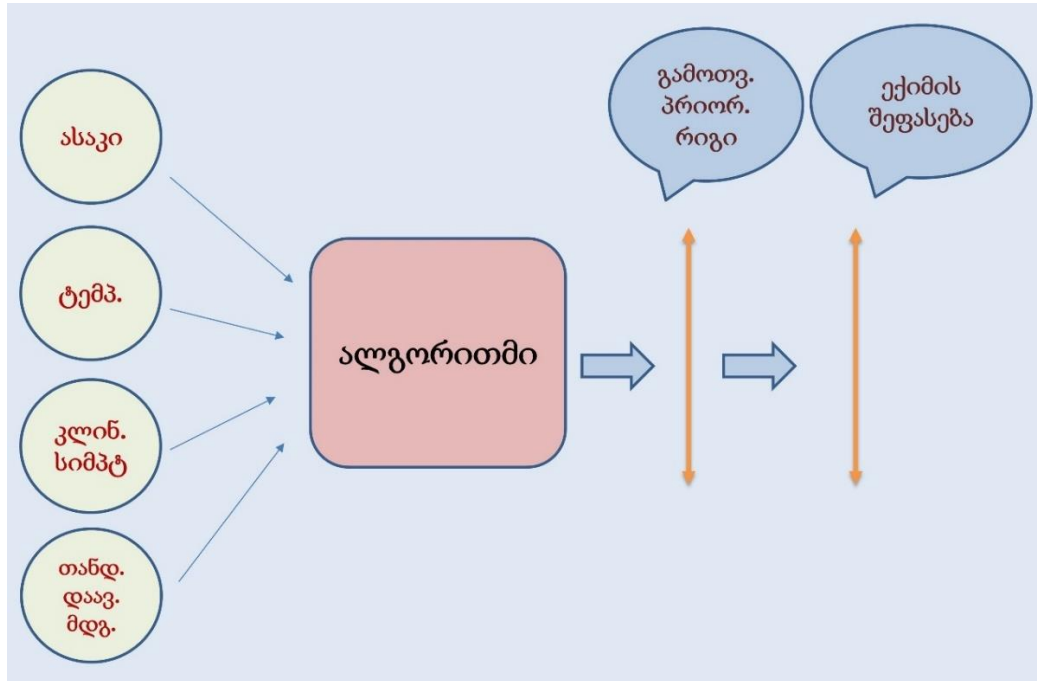 ასაკი
ტემპ.
კლინ.
სიმპტ
თანდ.
დაავ.
მდგ.
ალგორითმი
გამოთვ.
პრიორ.
რიგი
ექიმის
შეფასება